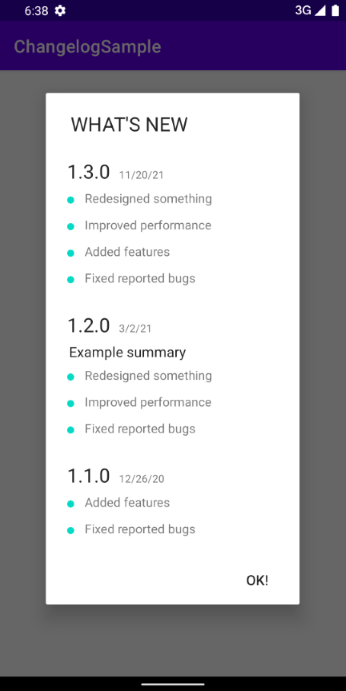 6:38 3G
ChangelogSample
WHAT'S NEW
1.3.0 11/20/21
Redesigned something
Improved performance
Added features
Fixed reported bugs
1.2.0 3/2/21
Example summary
Redesigned something
Improved performance
Fixed reported bugs
1.1.0 12/26/20
Added features
Fixed reported bugs
OK!